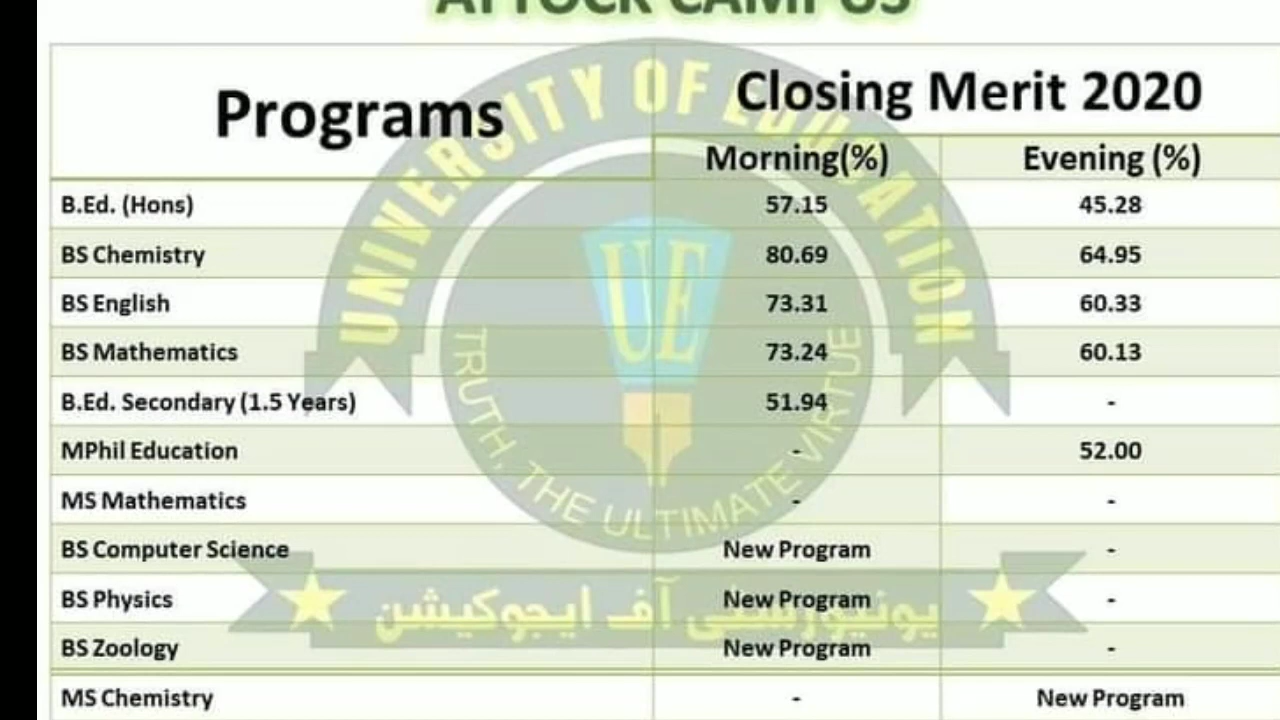 ATTOCK CAMPUS
Programs
Closing Merit 2020
Morning(%) Evening (%)
B.Ed. (Hons) 57.15 45.28
BS Chemistry 80.69 64.95
BS English 73.31 60.33
BS Mathematics 73.24 60.13
B.Ed. Secondary (1.5 Years) 51.94 -
MPhil Education - 52.00
MS Mathematics - -
BS Computer Science New Program -
BS Physics New Program -
BS Zoology New Program -
MS Chemistry - New Program
UNIVERSITY OF EDUCATION
UE
TRUTH, THE ULTIMATE VIRTUE
یونیورسٹی آف ایجوکیشن